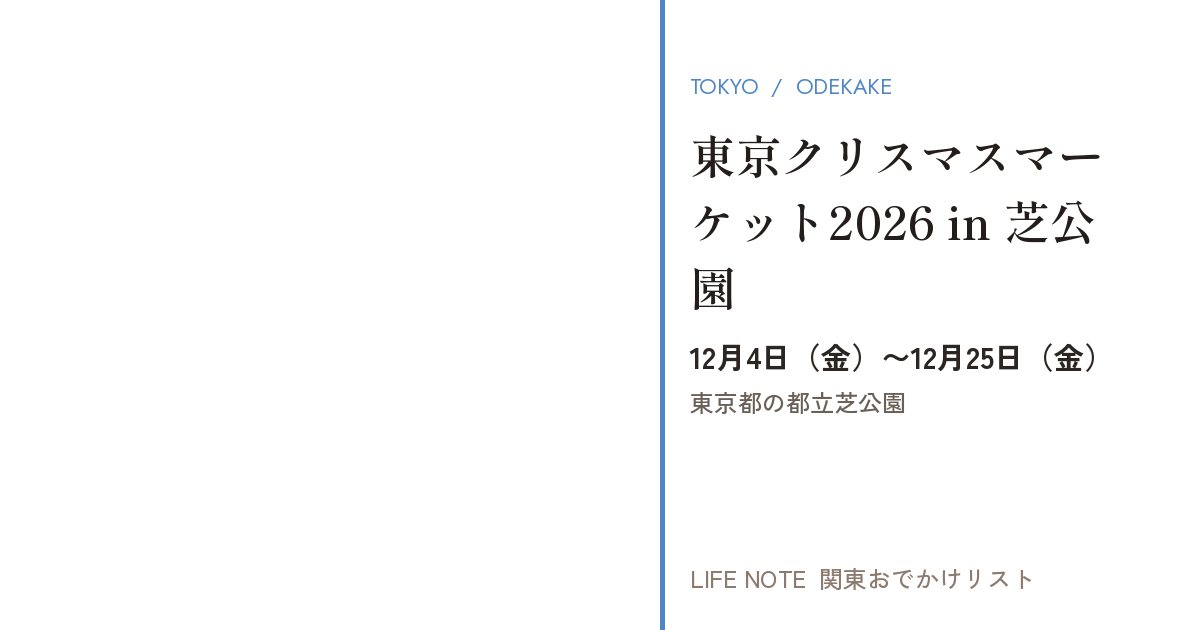 TOKYO / ODEKAKE
東京クリスマスマー
ケット2026 in 芝公
園
12月4日（金）〜12月25日（金）
東京都の都立芝公園
LIFE NOTE 関東おでかけリスト